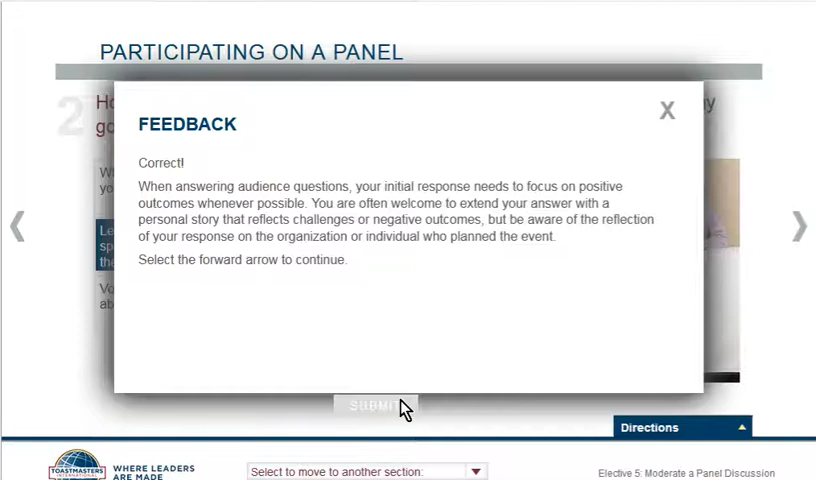 PARTICIPATING ON A PANEL
2
X
FEEDBACK
Correct!
When answering audience questions, your initial response needs to focus on positive
outcomes whenever possible. You are often welcome to extend your answer with a
personal story that reflects challenges or negative outcomes, but be aware of the reflection
of your response on the organization or individual who planned the event.
Select the forward arrow to continue.
SUBMIT
Directions
TOASTMASTERS
INTERNATIONAL
WHERE LEADERS
ARE MADE
Select to move to another section:
Elective 5: Moderate a Panel Discussion